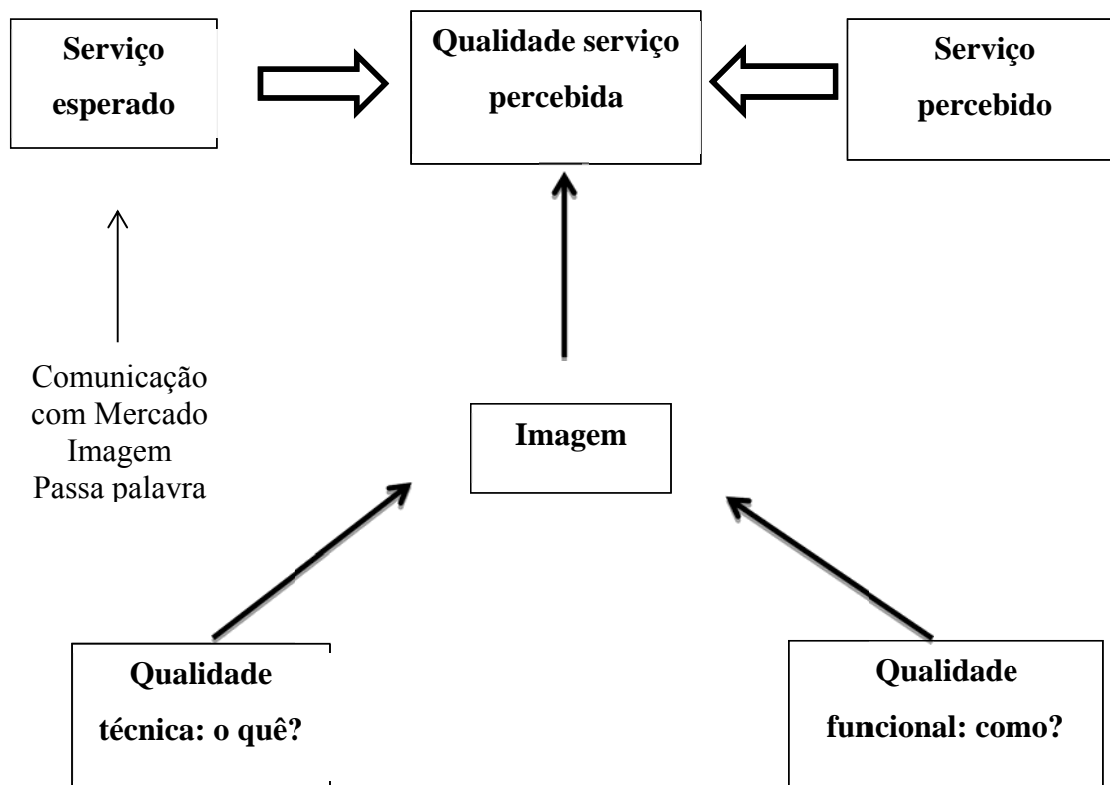 Serviço
esperado
Qualidade serviço
percebida
Serviço
percebido
Comunicação
com Mercado
Imagem
Passa palavra
Imagem
Qualidade
técnica: o quê?
Qualidade
funcional: como?